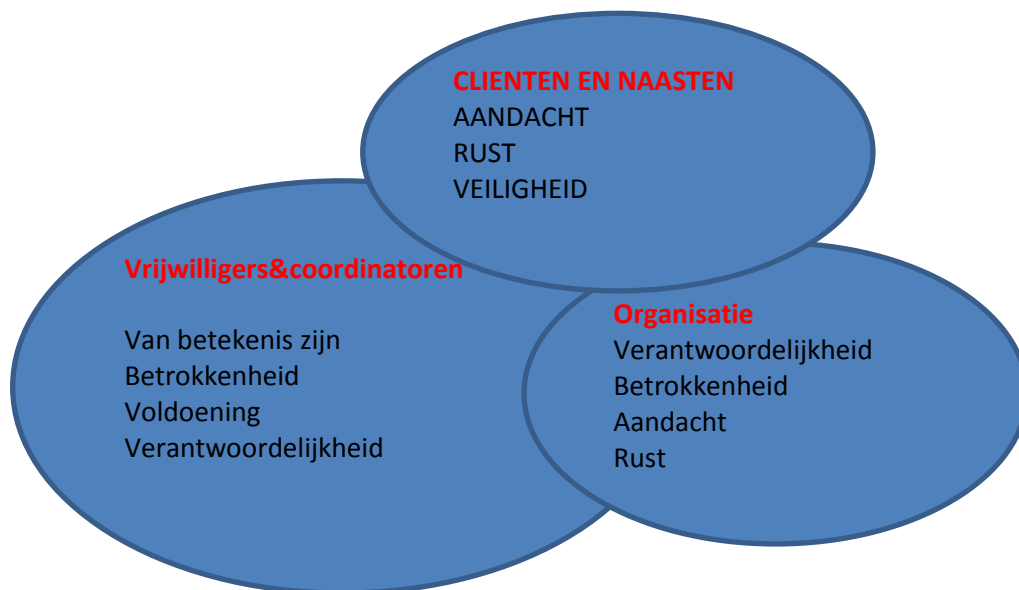 CLIENTEN EN NAASTEN
AANDACHT
RUST
VEILIGHEID
Vrijwilligers&coordinatoren
Van betekenis zijn
Betrokkenheid
Voldoening
Verantwoordelijkheid
Organisatie
Verantwoordelijkheid
Betrokkenheid
Aandacht
Rust